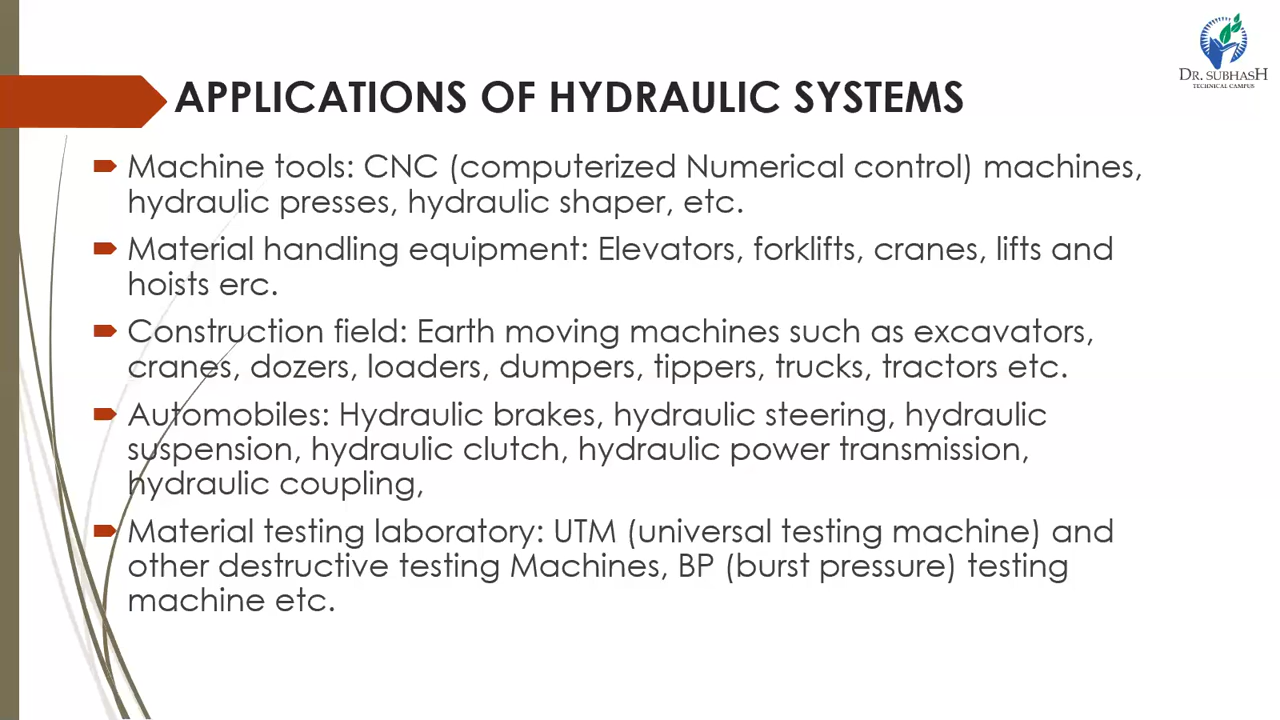 DR. SUBHASH
TECHNICAL CAMPUS
APPLICATIONS OF HYDRAULIC SYSTEMS
Machine tools: CNC (computerized Numerical control) machines,
hydraulic presses, hydraulic shaper, etc.
Material handling equipment: Elevators, forklifts, cranes, lifts and
hoists erc.
Construction field: Earth moving machines such as excavators,
cranes, dozers, loaders, dumpers, tippers, trucks, tractors etc.
Automobiles: Hydraulic brakes, hydraulic steering, hydraulic
suspension, hydraulic clutch, hydraulic power transmission,
hydraulic coupling,
Material testing laboratory: UTM (universal testing machine) and
other destructive testing Machines, BP (burst pressure) testing
machine etc.